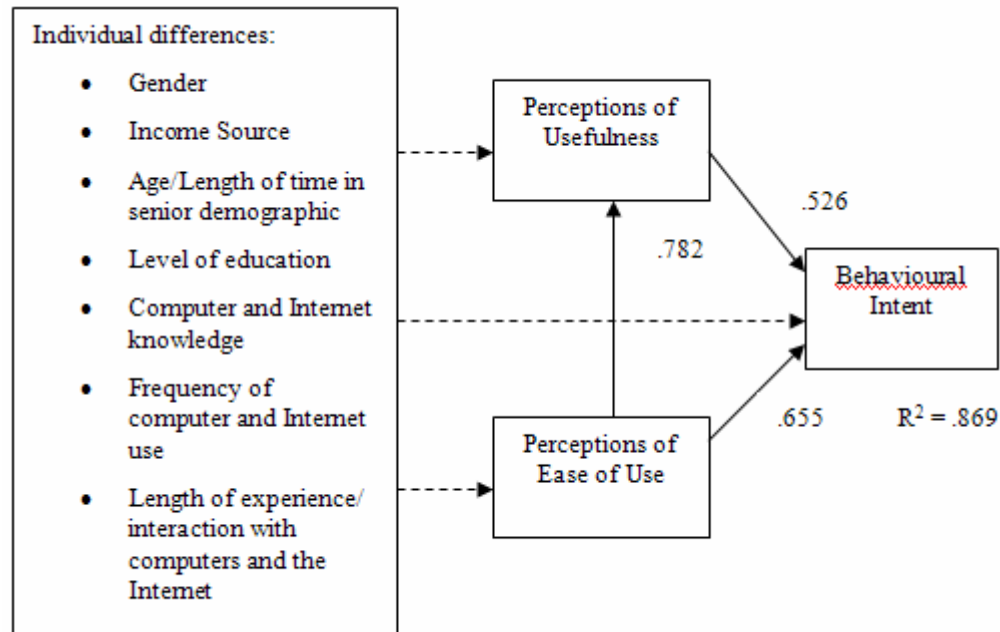 Individual differences:
• Gender
• Income Source
• Age/Length of time in
senior demographic
• Level of education
• Computer and Internet
knowledge
• Frequency of
computer and Internet
use
• Length of experience/
interaction with
computers and the
Internet
Perceptions of
Usefulness
.526
.782
Behavioural
Intent
Perceptions of
Ease of Use
.655
R² = .869